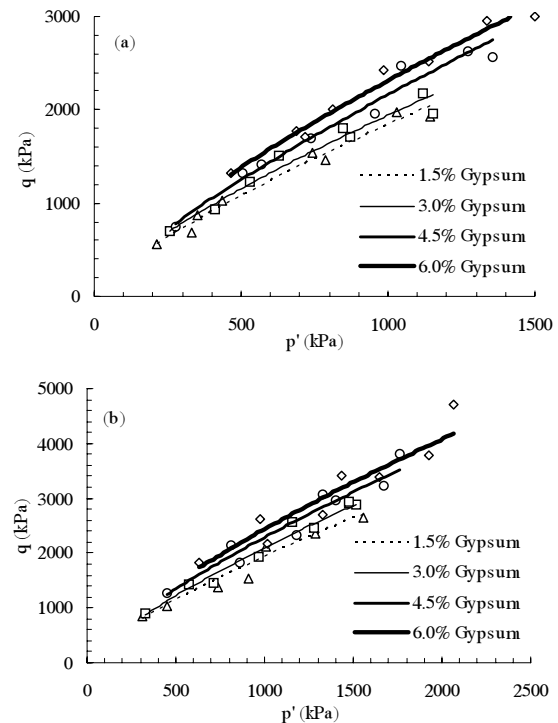 3000
(a)
2000
q (kPa)
1000
0
1.5% Gypsum
3.0% Gypsum
4.5% Gypsum
6.0% Gypsum
0 500 1000 1500
p' (kPa)
5000
(b)
4000
3000
q (kPa)
2000
1000
0
1.5% Gypsum
3.0% Gypsum
4.5% Gypsum
6.0% Gypsum
0 500 1000 1500 2000 2500
p' (kPa)